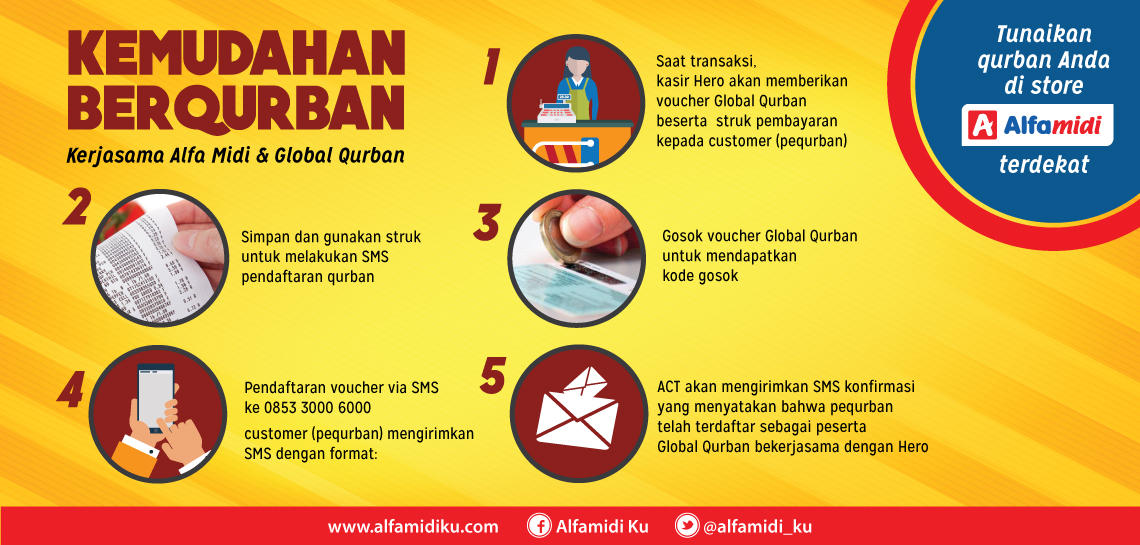 KEMUDAHAN
BERQURBAN
Kerjasama Alfa Midi & Global Qurban
1
Saat transaksi,
kasir Hero akan memberikan
voucher Global Qurban
beserta struk pembayaran
kepada customer (pequrban)
Tunaikan
qurban Anda
di store
A Alfamidi
terdekat
2
Simpan dan gunakan struk
untuk melakukan SMS
pendaftaran qurban
3
Gosok voucher Global Qurban
untuk mendapatkan
kode gosok
4
Pendaftaran voucher via SMS
ke 0853 3000 6000
customer (pequrban) mengirimkan
SMS dengan format:
5
ACT akan mengirimkan SMS konfirmasi
yang menyatakan bahwa pequrban
telah terdaftar sebagai peserta
Global Qurban bekerjasama dengan Hero
www.alfamidiku.com f Alfamidi Ku @alfamidi_ku